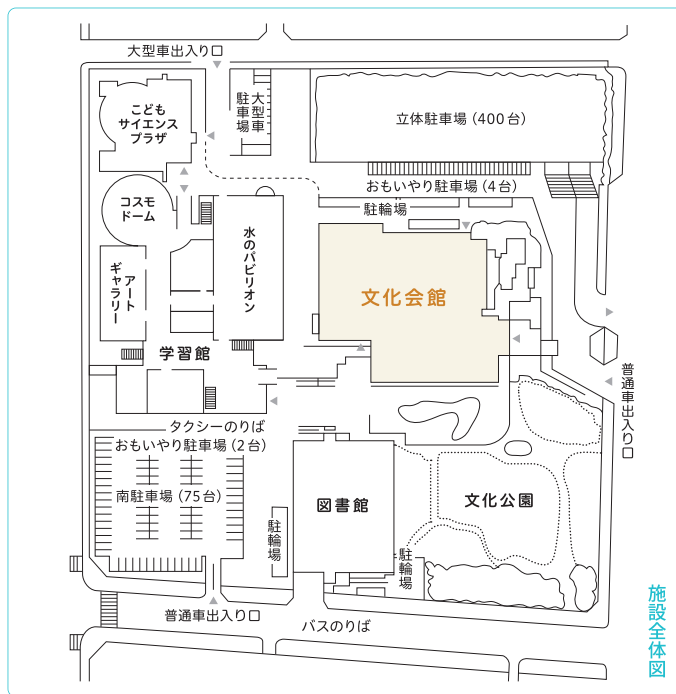 大型車出入り口
こども
サイエンス
プラザ
大型車
駐車場
立体駐車場（400台）
おもいやり駐車場（4台）
駐輪場
コスモ
ドーム
水のパビリオン
アート
ギャラリー
文化会館
学習館
普通車出入り口
タクシーのりば
おもいやり駐車場（2台）
南駐車場（75台）
図書館
文化公園
駐輪場
駐輪場
普通車出入り口
バスのりば
施設全体図